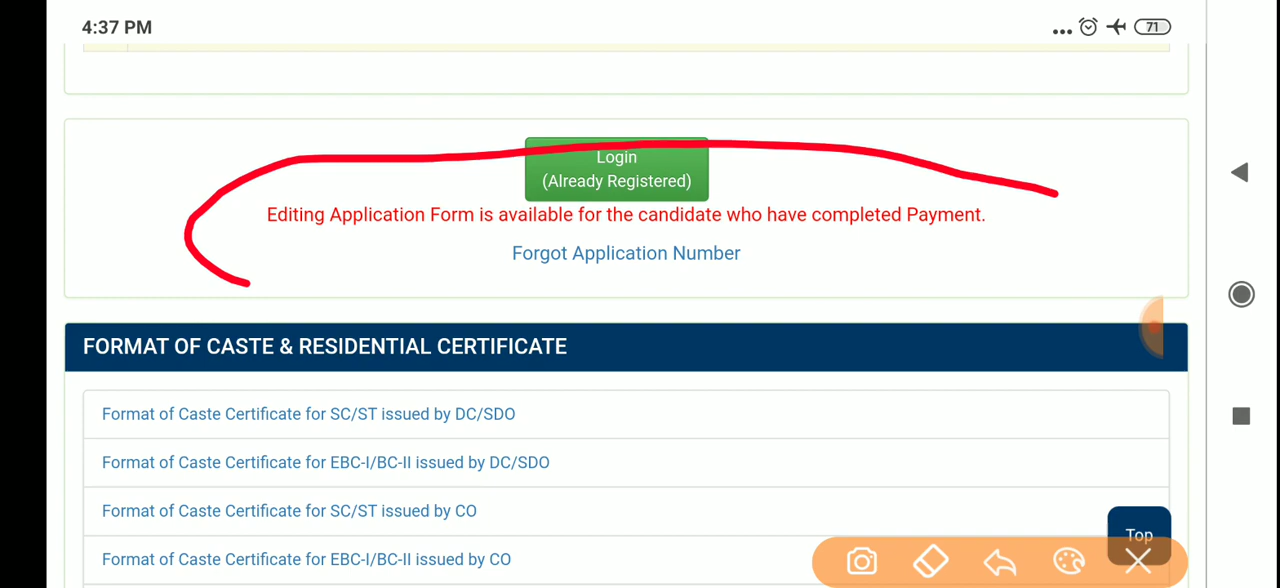 4:37 PM
71
Login
(Already Registered)
Editing Application Form is available for the candidate who have completed Payment.
Forgot Application Number
FORMAT OF CASTE & RESIDENTIAL CERTIFICATE
Format of Caste Certificate for SC/ST issued by DC/SDO
Format of Caste Certificate for EBC-I/BC-II issued by DC/SDO
Format of Caste Certificate for SC/ST issued by CO
Top
Format of Caste Certificate for EBC-I/BC-II issued by CO